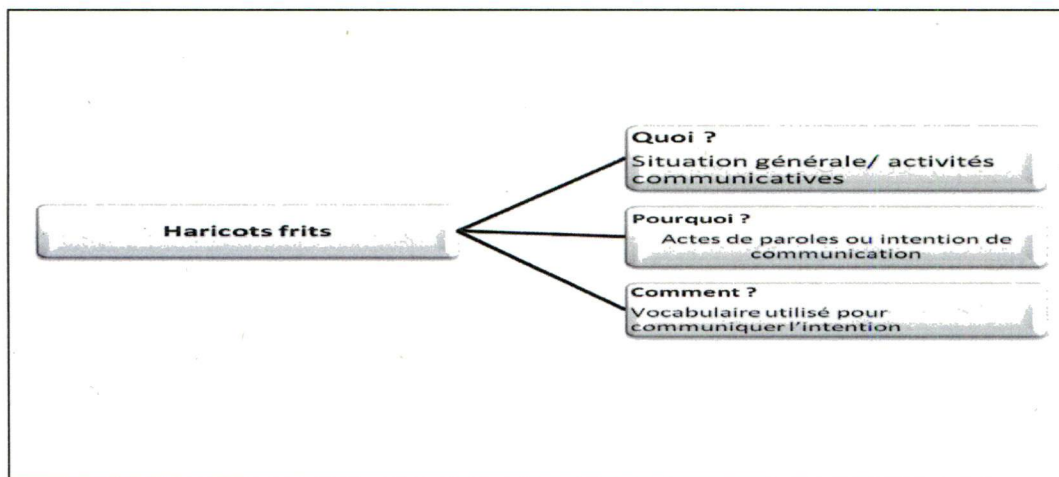 Haricots frits
Quoi ?
Situation générale/ activités
communicatives
Pourquoi ?
Actes de paroles ou intention de
communication
Comment ?
Vocabulaire utilisé pour
communiquer l'intention